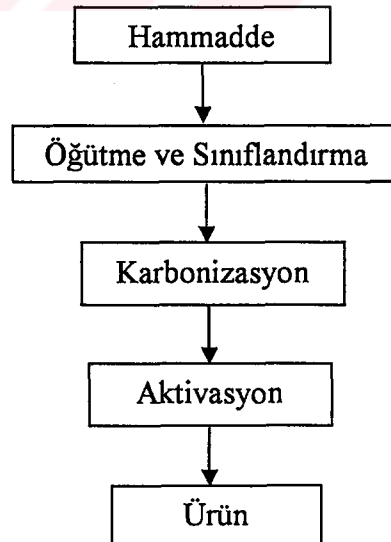 Hammadde
Öğütme ve Sınıflandırma
Karbonizasyon
Aktivasyon
Ürün